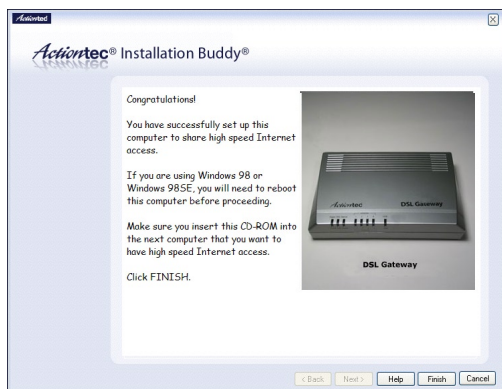 Actiontec
Actiontec® Installation Buddy®
Congratulations!
You have successfully set up this
computer to share high speed Internet
access.
If you are using Windows 98 or
Windows 98SE, you will need to reboot
this computer before proceeding.
Make sure you insert this CD-ROM into
the next computer that you want to
have high speed Internet access.
Click FINISH.
Actiontec DSL Gateway
DSL Gateway
< Back Next > Help Finish Cancel